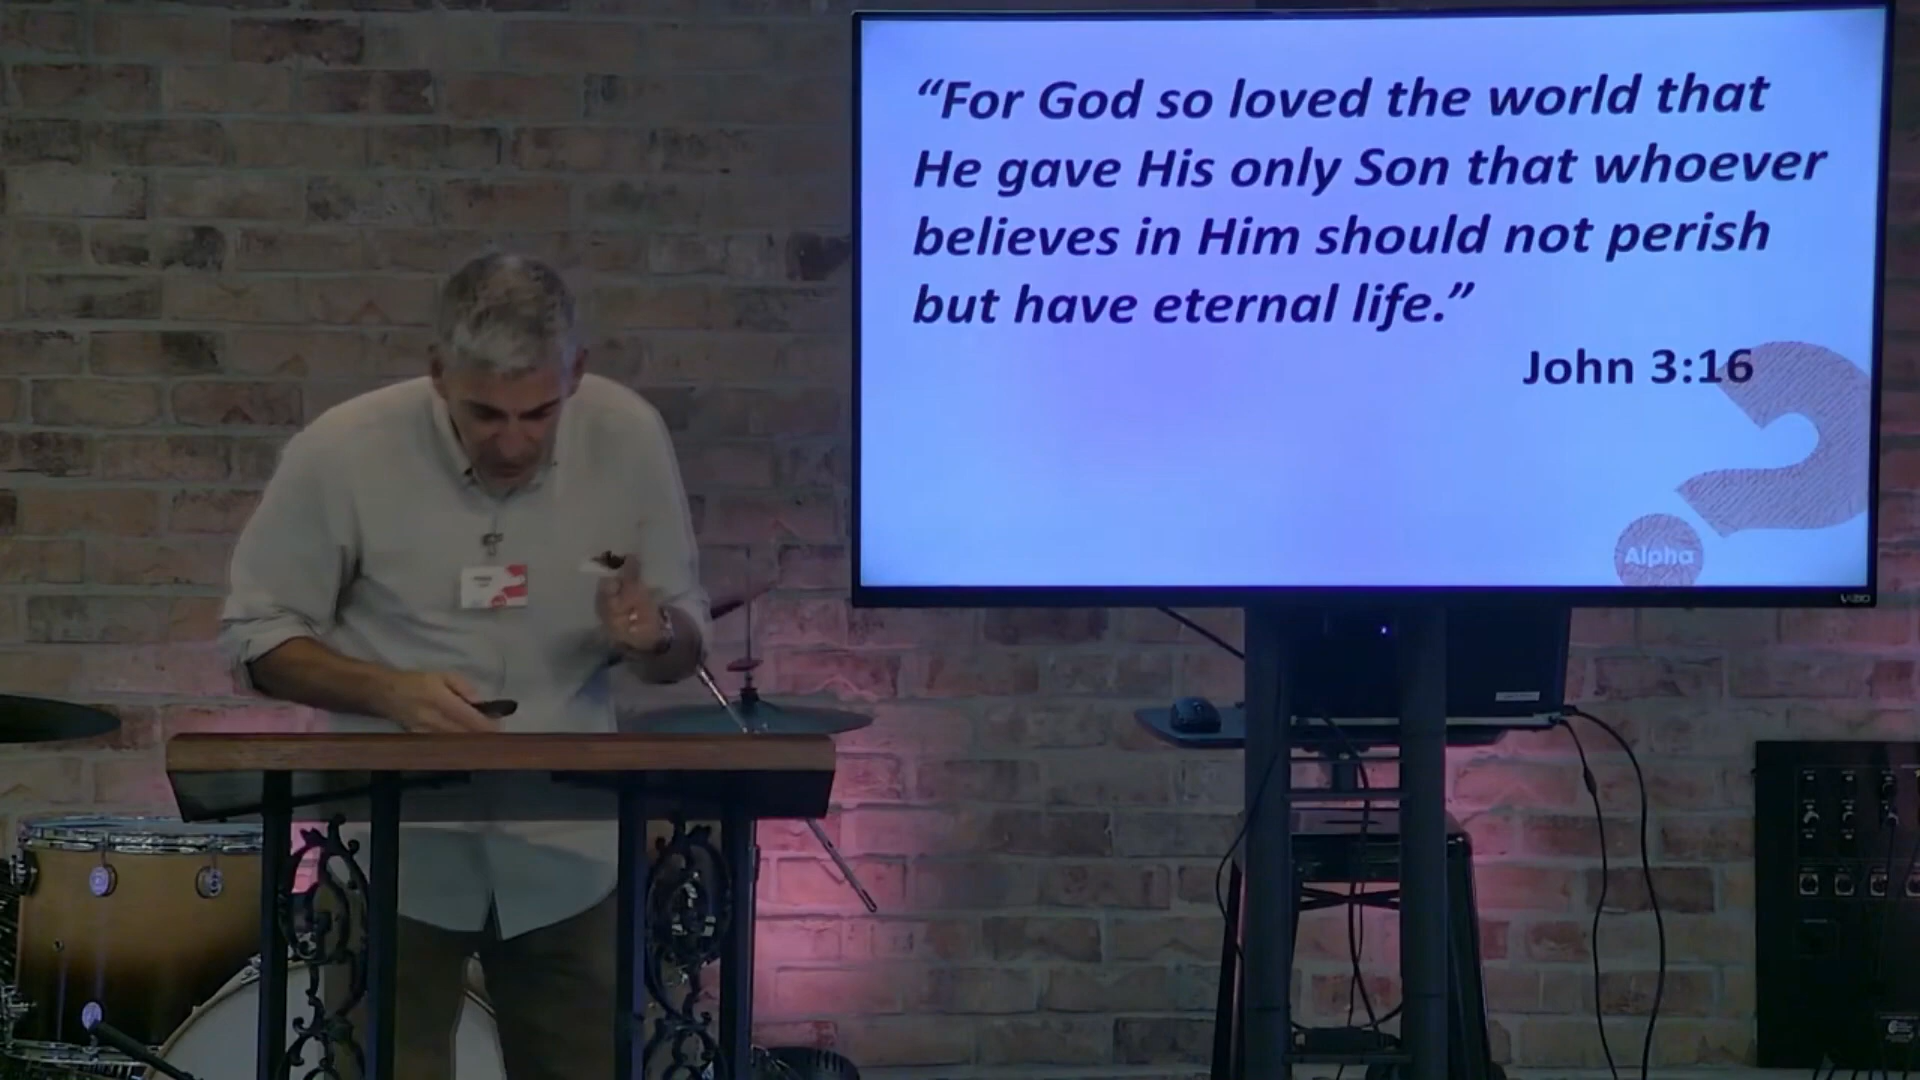 “For God so loved the world that
He gave His only Son that whoever
believes in Him should not perish
but have eternal life.”
John 3:16
Alpha
VIZIO